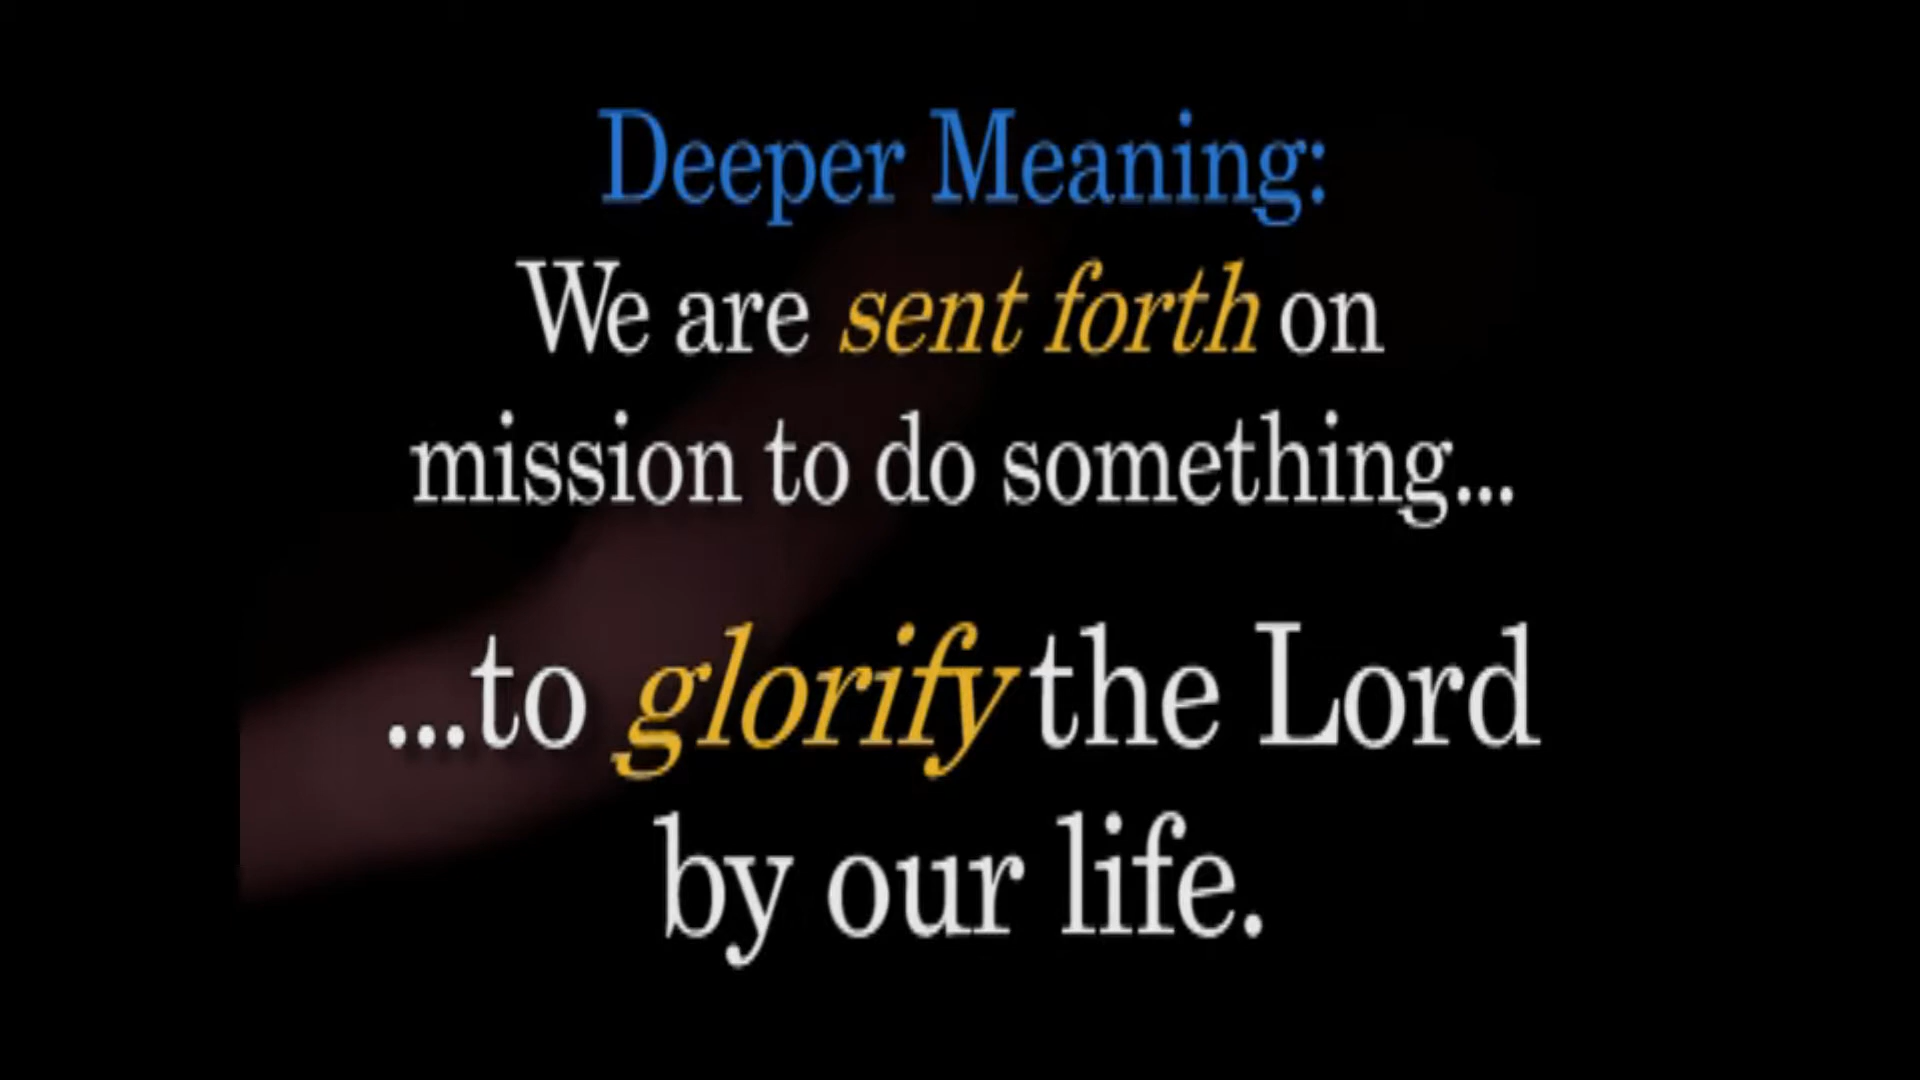 Deeper Meaning:
We are sent forth on
mission to do something...
...to glorify the Lord
by our life.